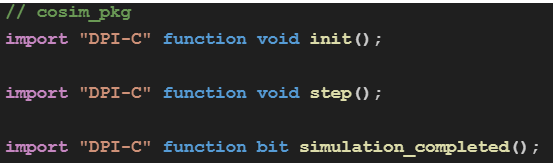 // cosim_pkg
import "DPI-C" function void init();
import "DPI-C" function void step();
import "DPI-C" function bit simulation_completed();